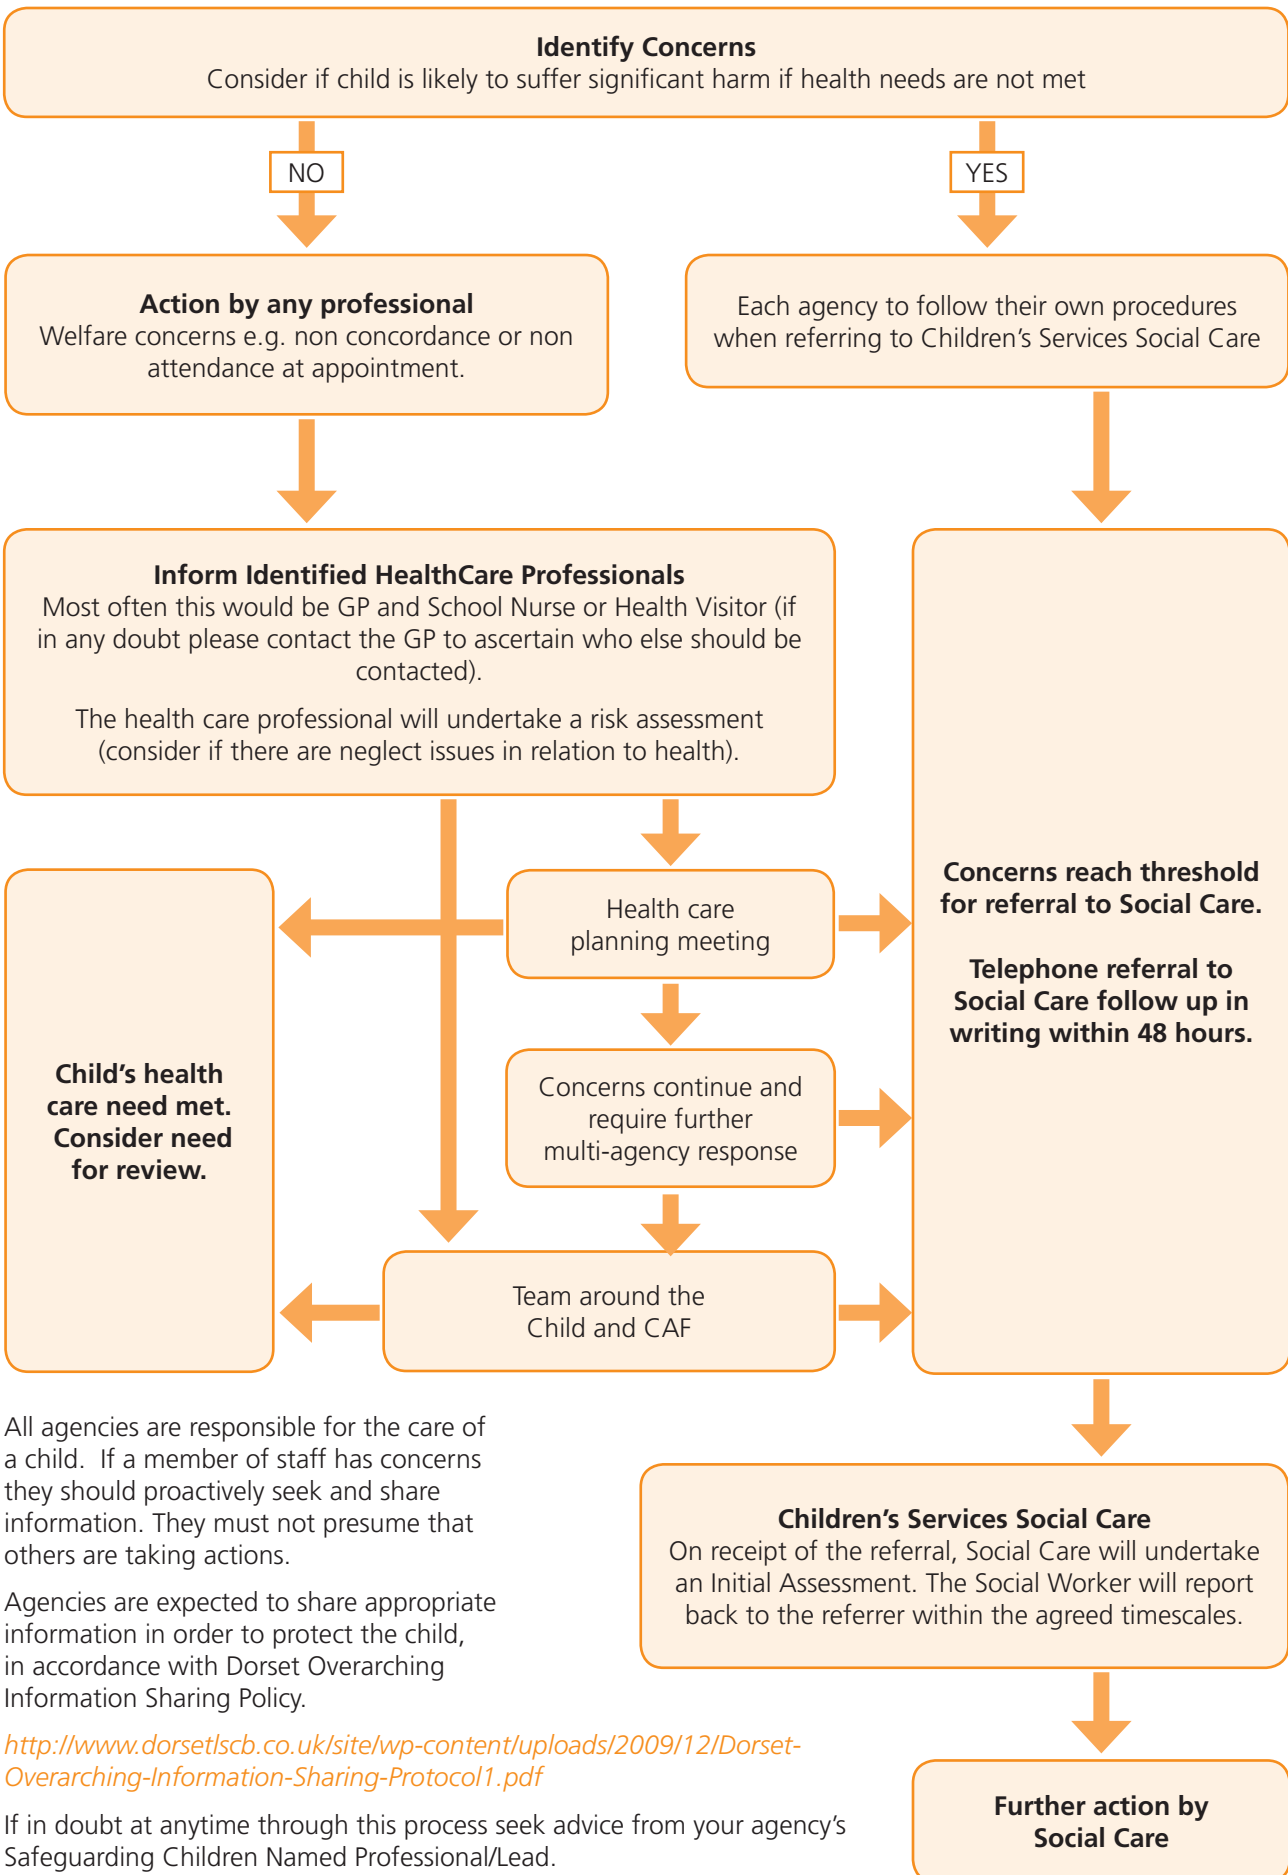 Identify Concerns
Consider if child is likely to suffer significant harm if health needs are not met
NO
YES
Action by any professional
Welfare concerns e.g. non concordance or non
attendance at appointment.
Each agency to follow their own procedures
when referring to Children's Services Social Care
Inform Identified HealthCare Professionals
Most often this would be GP and School Nurse or Health Visitor (if
in any doubt please contact the GP to ascertain who else should be
contacted).
The health care professional will undertake a risk assessment
(consider if there are neglect issues in relation to health).
Health care
planning meeting
Concerns reach threshold
for referral to Social Care.
Telephone referral to
Social Care follow up in
writing within 48 hours.
Child's health
care need met.
Consider need
for review.
Concerns continue and
require further
multi-agency response
Team around the
Child and CAF
All agencies are responsible for the care of
a child.  If a member of staff has concerns
they should proactively seek and share
information. They must not presume that
others are taking actions.
Agencies are expected to share appropriate
information in order to protect the child,
in accordance with Dorset Overarching
Information Sharing Policy.
http://www.dorsetlscb.co.uk/site/wp-content/uploads/2009/12/Dorset-
Overarching-Information-Sharing-Protocol1.pdf
If in doubt at anytime through this process seek advice from your agency's
Safeguarding Children Named Professional/Lead.
Children's Services Social Care
On receipt of the referral, Social Care will undertake
an Initial Assessment. The Social Worker will report
back to the referrer within the agreed timescales.
Further action by
Social Care